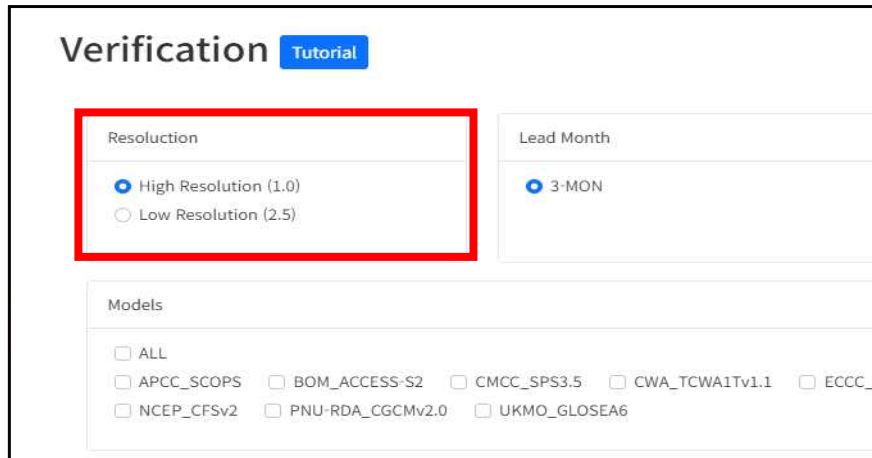 Verification Tutorial
Resoluction
High Resolution (1.0)
Low Resolution (2.5)
Lead Month
3-MON
Models
ALL
APCC_SCOPS BOM_ACCESS-S2 CMCC_SPS3.5 CWA_TCWA1Tv1.1 ECCC_
NCEP_CFSv2 PNU-RDA_CGCMv2.0 UKMO_GLOSEA6